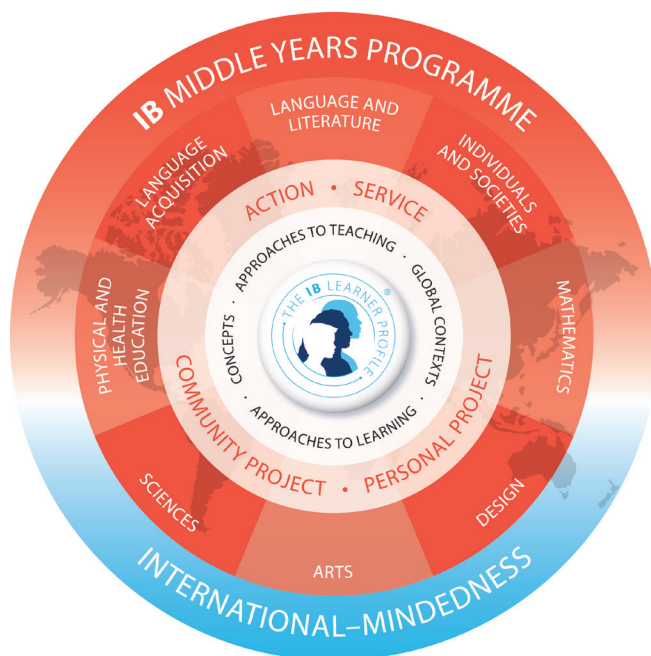 IB MIDDLE YEARS PROGRAMME
LANGUAGE AND
LITERATURE
LANGUAGE
ACQUISITION
INDIVIDUALS
AND SOCIETIES
PHYSICAL AND
HEALTH
EDUCATION
MATHEMATICS
SCIENCES
ARTS
DESIGN
ACTION • SERVICE
COMMUNITY PROJECT • PERSONAL PROJECT
CONCEPTS • APPROACHES TO TEACHING • GLOBAL CONTEXTS •
APPROACHES TO LEARNING •
THE IB LEARNER PROFILE
®
INTERNATIONAL–MINDEDNESS